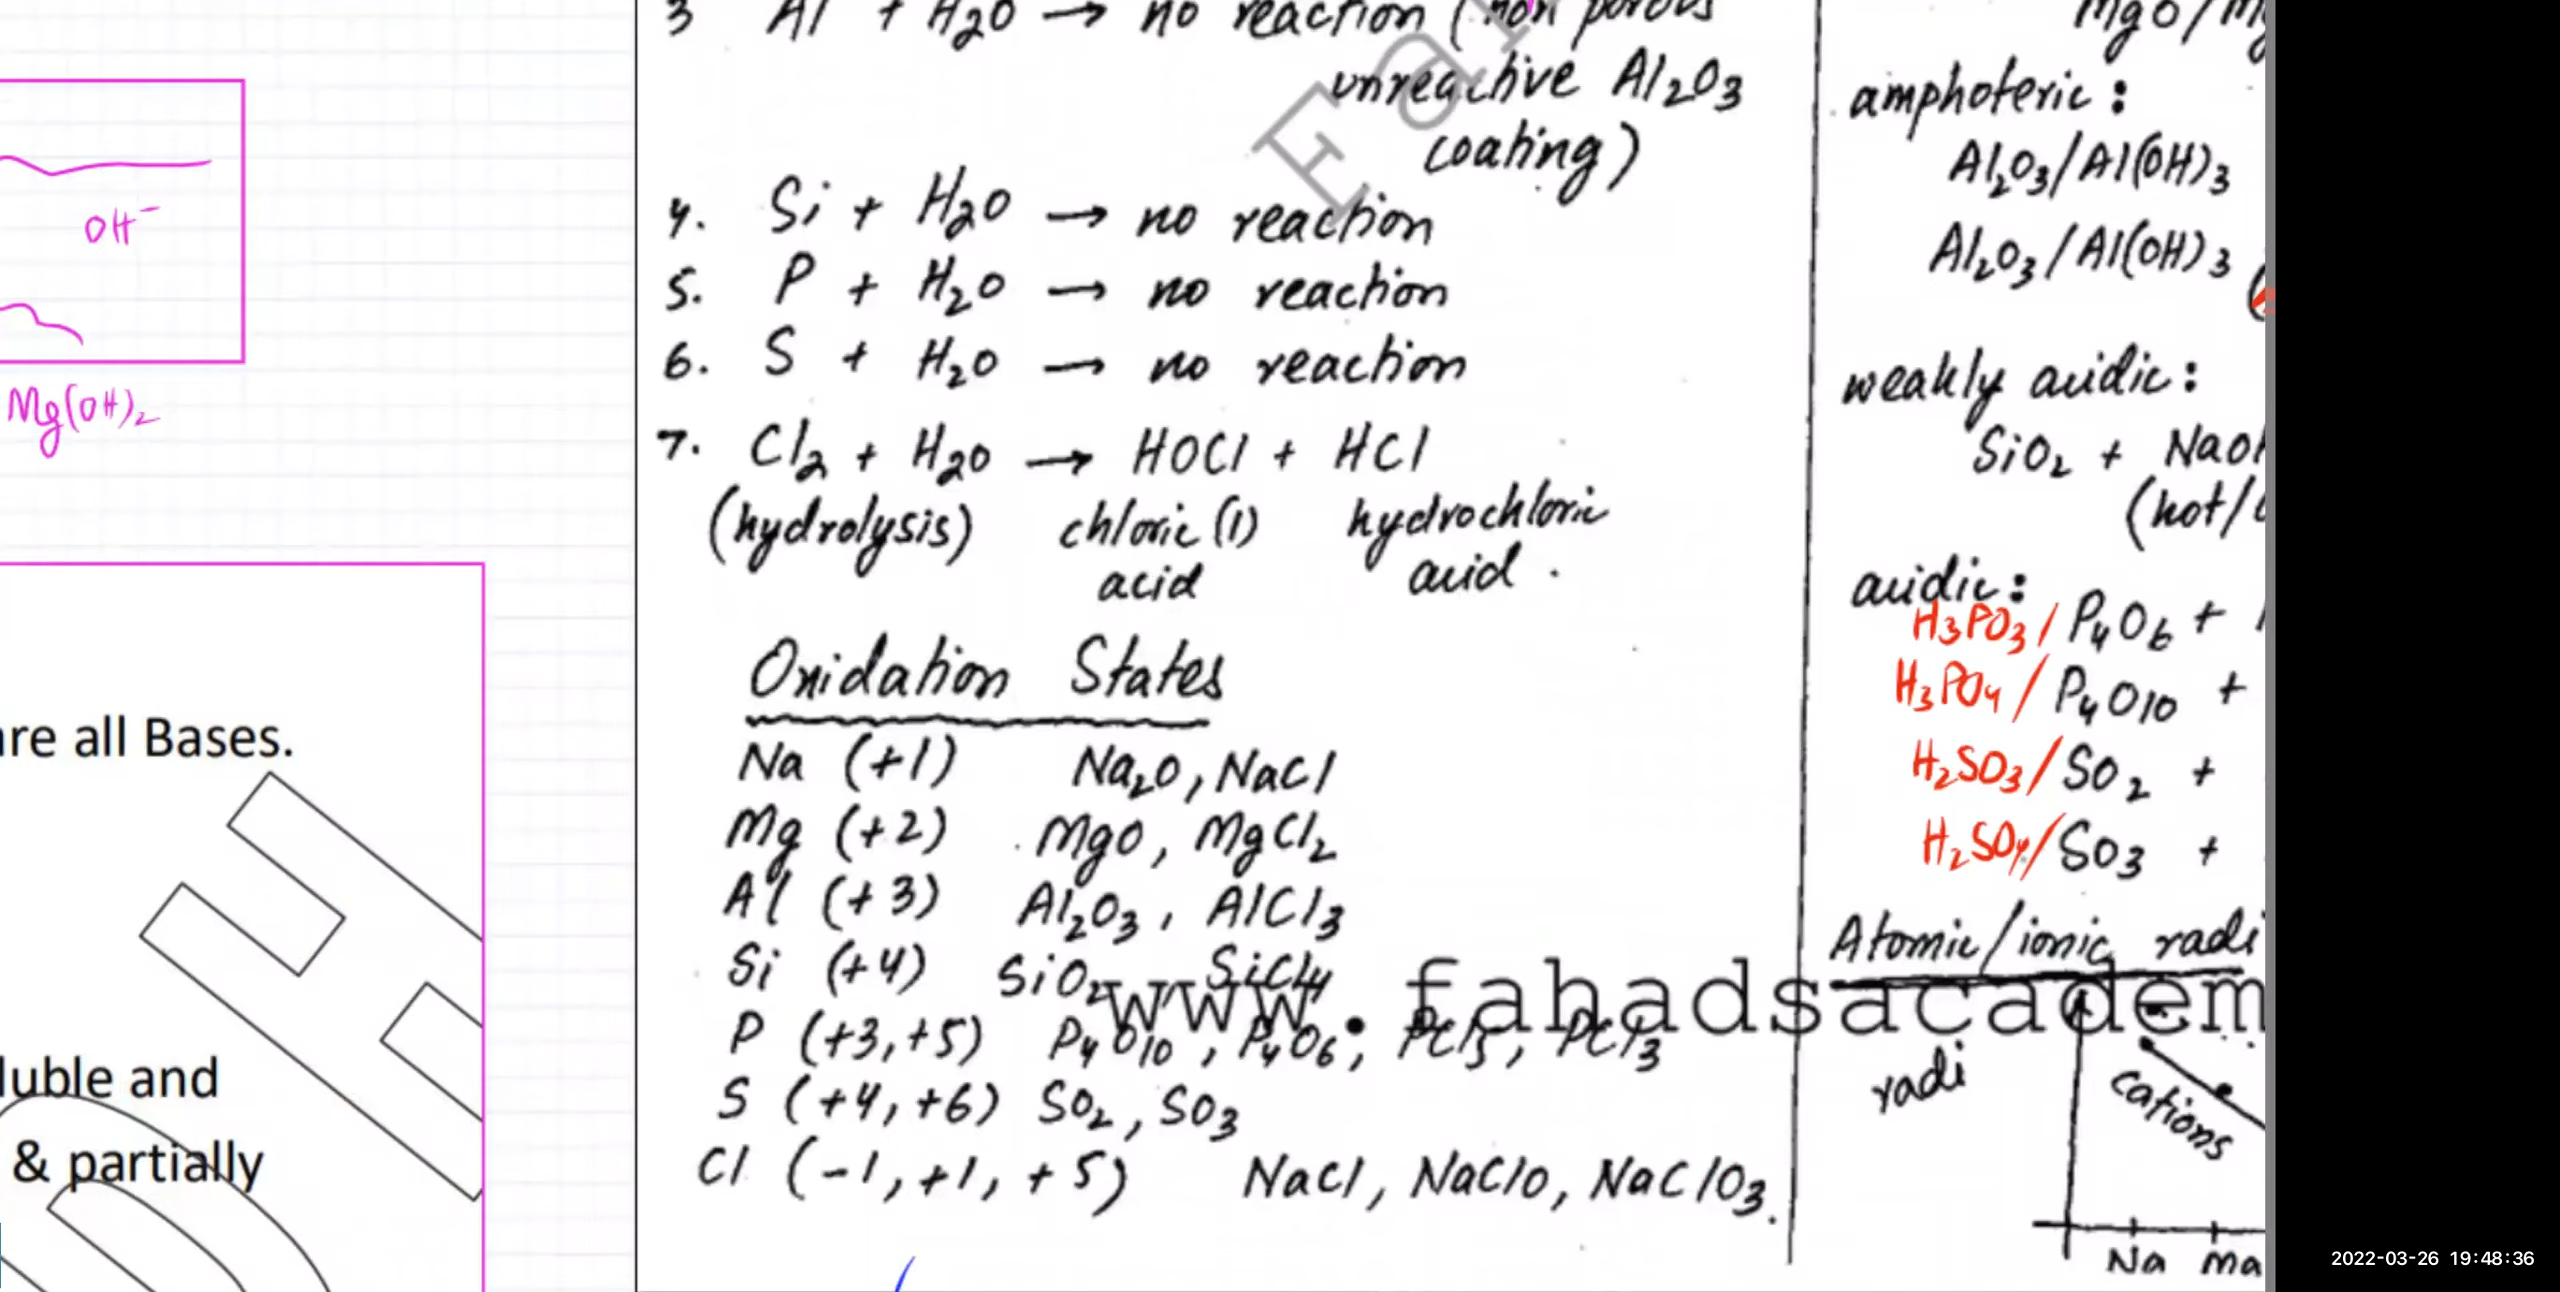 OH⁻
Mg(OH)₂
are all Bases.
luble and
& partially
3 Al + H₂O → no reaction (non porous
unreactive Al₂O₃
coating)
4. Si + H₂O → no reaction
5. P + H₂O → no reaction
6. S + H₂O → no reaction
7. Cl₂ + H₂O → HOCl + HCl
(hydrolysis) chloric (1) hydrochloric
acid acid.
Oxidation States
Na (+1) Na₂O, NaCl
Mg (+2) MgO, MgCl₂
Al (+3) Al₂O₃, AlCl₃
Si (+4) SiO₂, SiCl₄
www.fahadsacadem
P (+3,+5) P₄O₁₀, P₄O₆, PCl₅, PCl₃
S (+4,+6) SO₂, SO₃
Cl (-1,+1,+5) NaCl, NaClO, NaClO₃.
MgO/Mg
amphoteric:
Al₂O₃/Al(OH)₃
Al₂O₃/Al(OH)₃ (
weakly acidic:
SiO₂ + NaOH
(hot/
acidic:
H₃PO₃/P₄O₆ +
H₃PO₄/P₄O₁₀ +
H₂SO₃/SO₂ +
H₂SO₄/SO₃ +
Atomic/ionic radi
radi
cations
Na Mg
Fa
2022-03-26 19:48:36